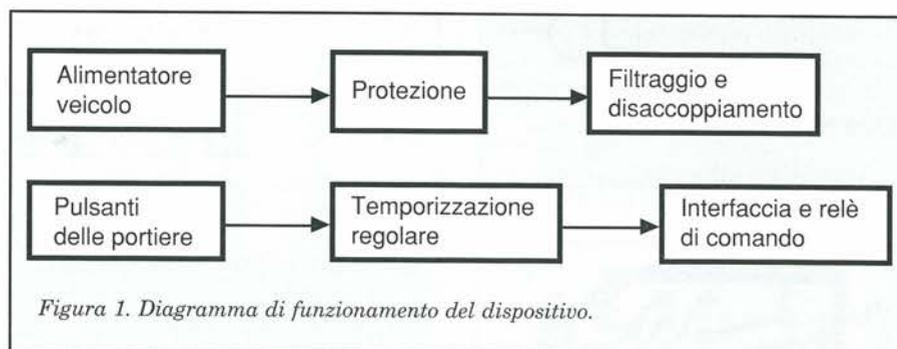 Alimentatore
veicolo
Protezione
Filtraggio e
disaccoppiamento
Pulsanti
delle portiere
Temporizzazione
regolare
Interfaccia e relè
di comando
Figura 1. Diagramma di funzionamento del dispositivo.